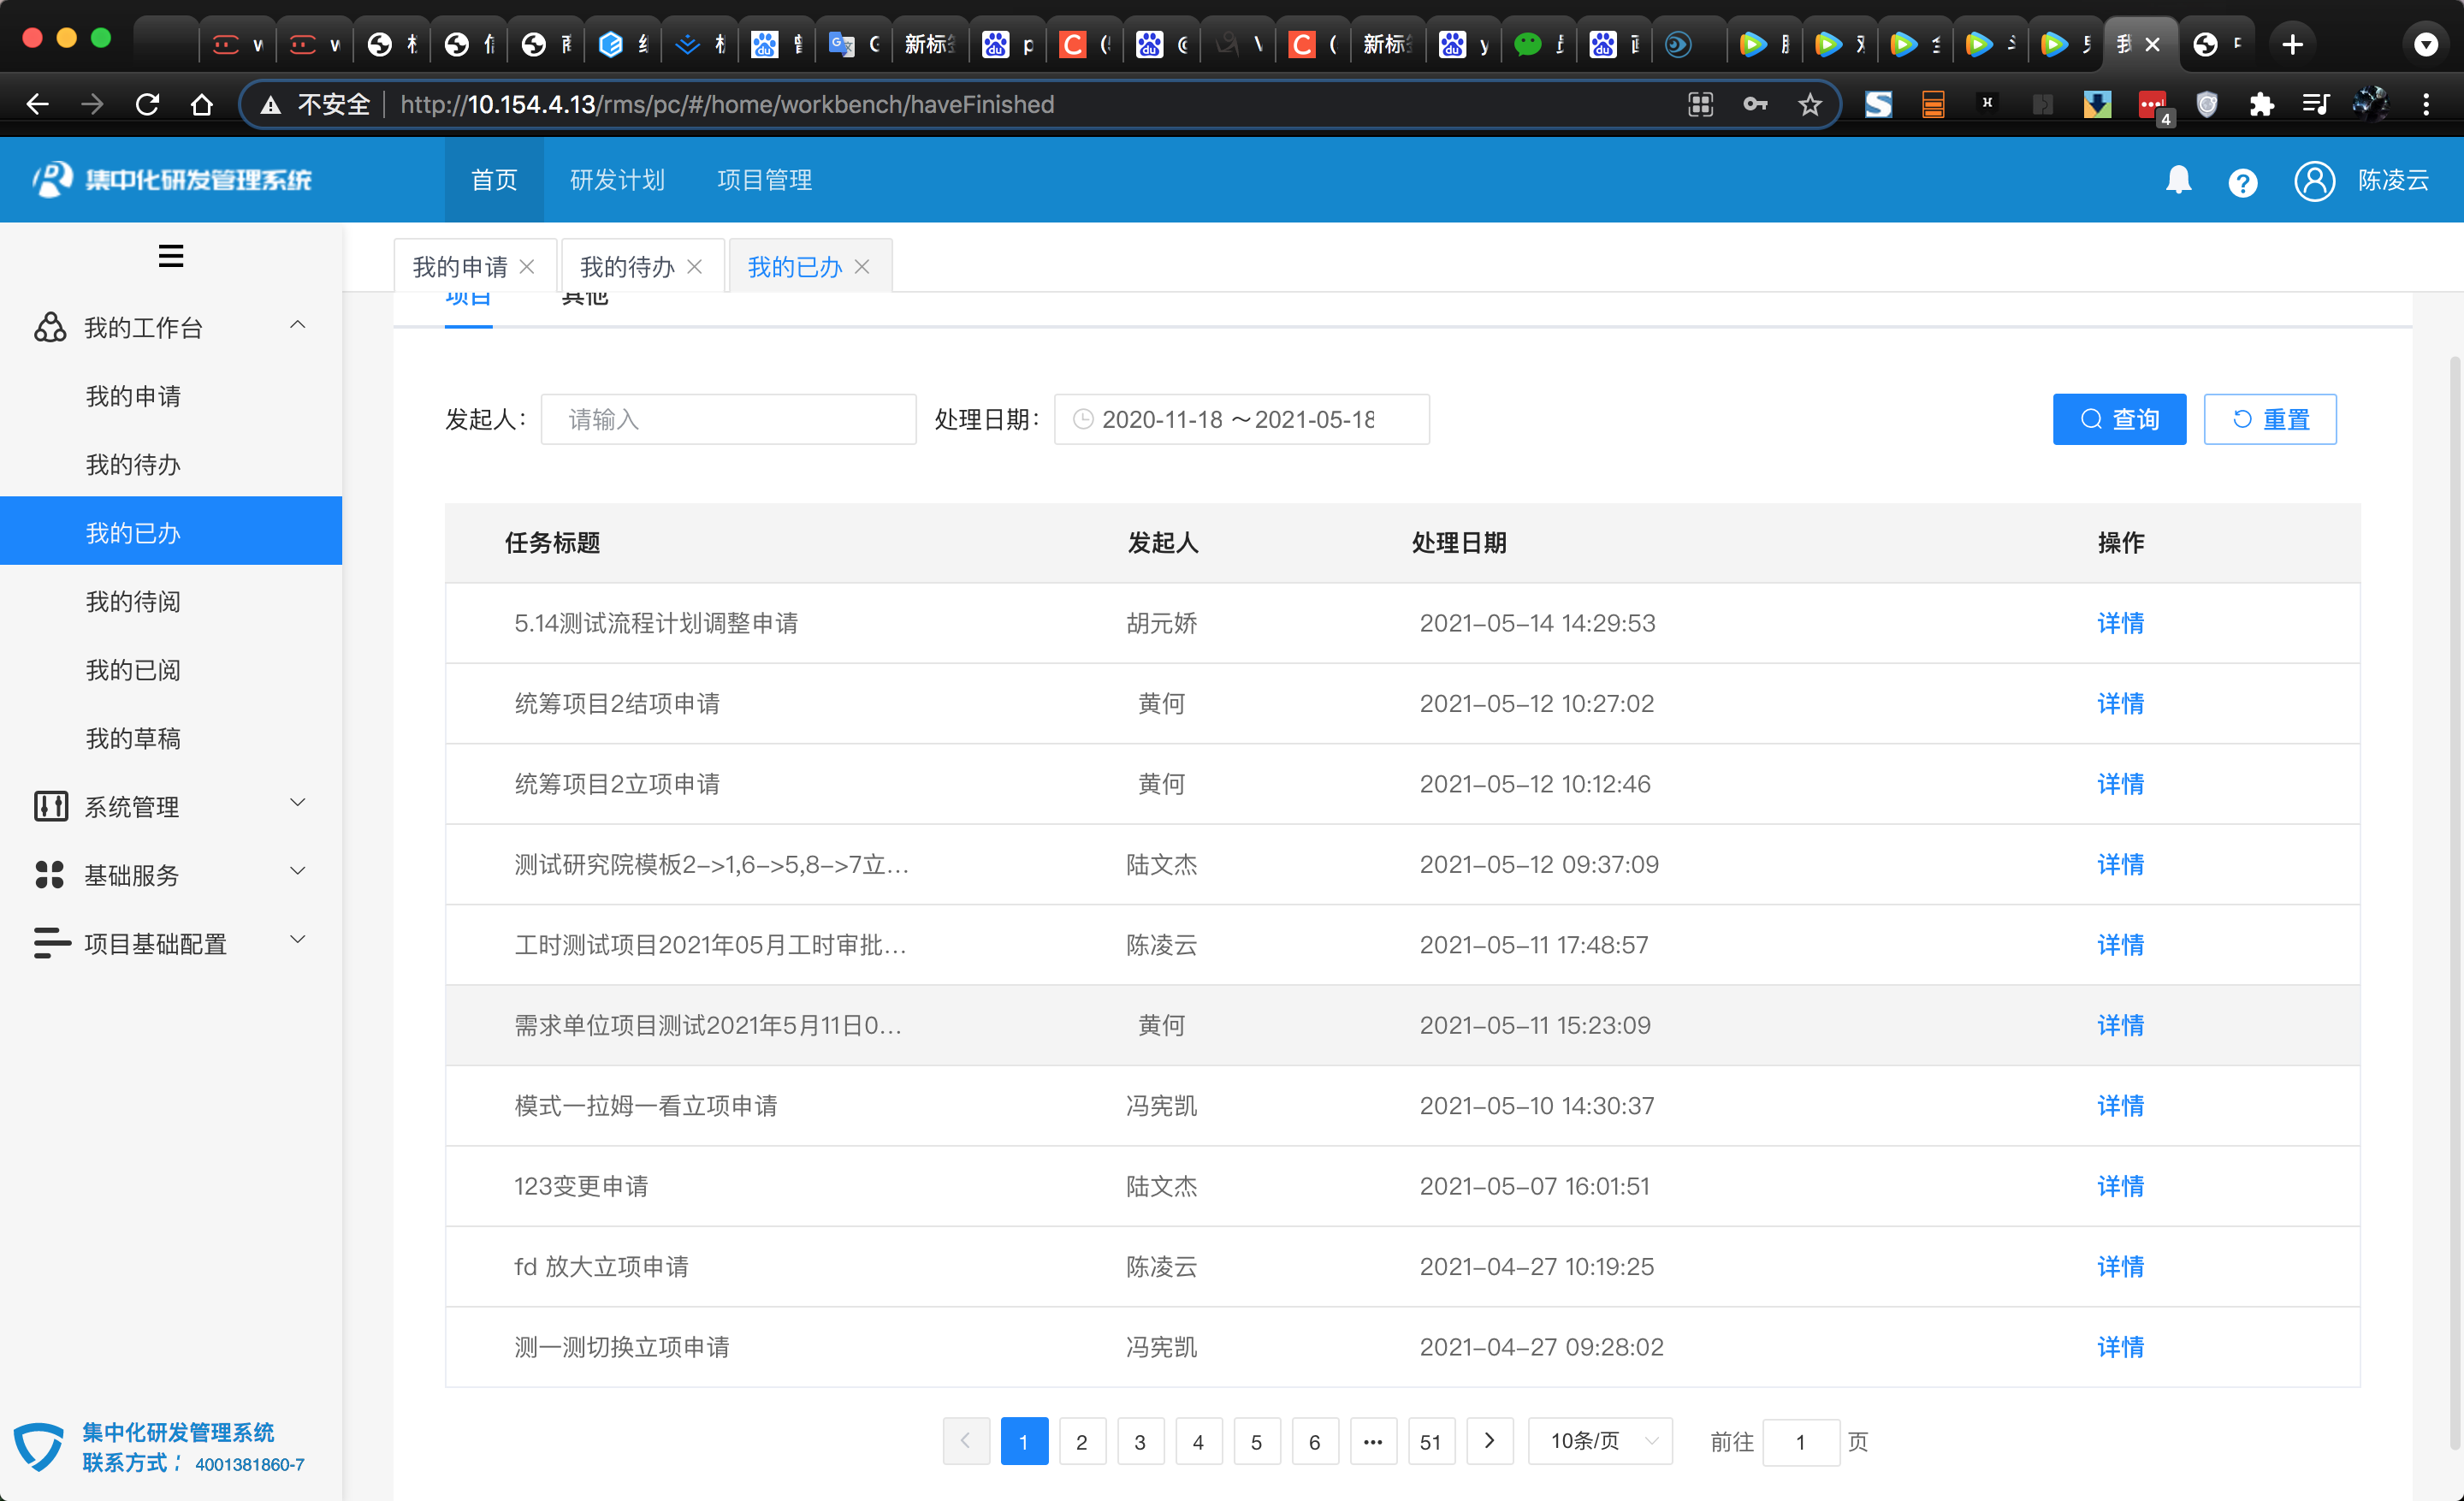 新标
新标
不安全 http://10.154.4.13/rms/pc/#/home/workbench/haveFinished
4
集中化研发管理系统 首页 研发计划 项目管理 陈凌云
我的申请 我的待办 我的已办
项目 其他
我的工作台
我的申请
我的待办
我的已办
我的待阅
我的已阅
我的草稿
系统管理
基础服务
项目基础配置
集中化研发管理系统
联系方式： 4001381860-7
发起人： 请输入 处理日期： 2020-11-18 ～2021-05-18 查询 重置
任务标题 发起人 处理日期 操作
5.14测试流程计划调整申请 胡元娇 2021-05-14 14:29:53 详情
统筹项目2结项申请 黄何 2021-05-12 10:27:02 详情
统筹项目2立项申请 黄何 2021-05-12 10:12:46 详情
测试研究院模板2->1,6->5,8->7立... 陆文杰 2021-05-12 09:37:09 详情
工时测试项目2021年05月工时审批... 陈凌云 2021-05-11 17:48:57 详情
需求单位项目测试2021年5月11日0... 黄何 2021-05-11 15:23:09 详情
模式一拉姆一看立项申请 冯宪凯 2021-05-10 14:30:37 详情
123变更申请 陆文杰 2021-05-07 16:01:51 详情
fd 放大立项申请 陈凌云 2021-04-27 10:19:25 详情
测一测切换立项申请 冯宪凯 2021-04-27 09:28:02 详情
1 2 3 4 5 6 ••• 51 10条/页 前往 1 页